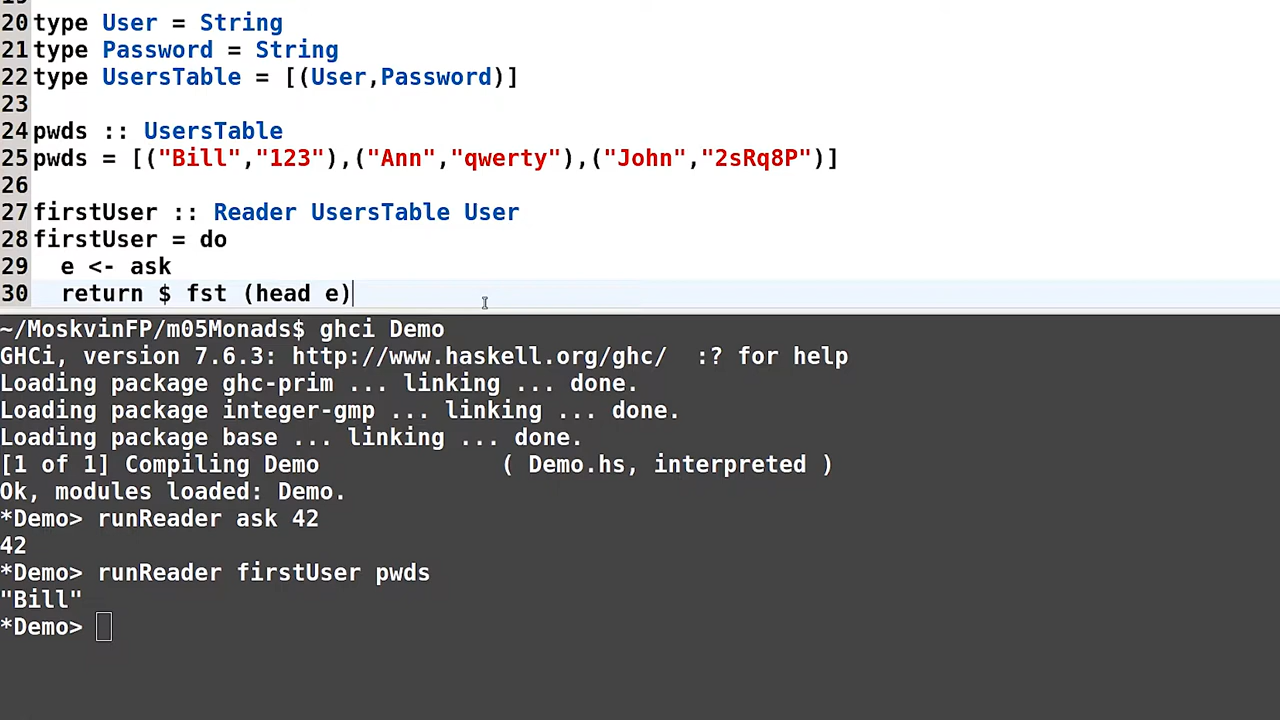 20 type User = String
21 type Password = String
22 type UsersTable = [(User,Password)]
23
24 pwds :: UsersTable
25 pwds = [("Bill","123"),("Ann","qwerty"),("John","2sRq8P")]
26
27 firstUser :: Reader UsersTable User
28 firstUser = do
29   e <- ask
30   return $ fst (head e)
~/MoskvinFP/m05Monads$ ghci Demo
GHCi, version 7.6.3: http://www.haskell.org/ghc/  :? for help
Loading package ghc-prim ... linking ... done.
Loading package integer-gmp ... linking ... done.
Loading package base ... linking ... done.
[1 of 1] Compiling Demo             ( Demo.hs, interpreted )
Ok, modules loaded: Demo.
*Demo> runReader ask 42
42
*Demo> runReader firstUser pwds
"Bill"
*Demo>